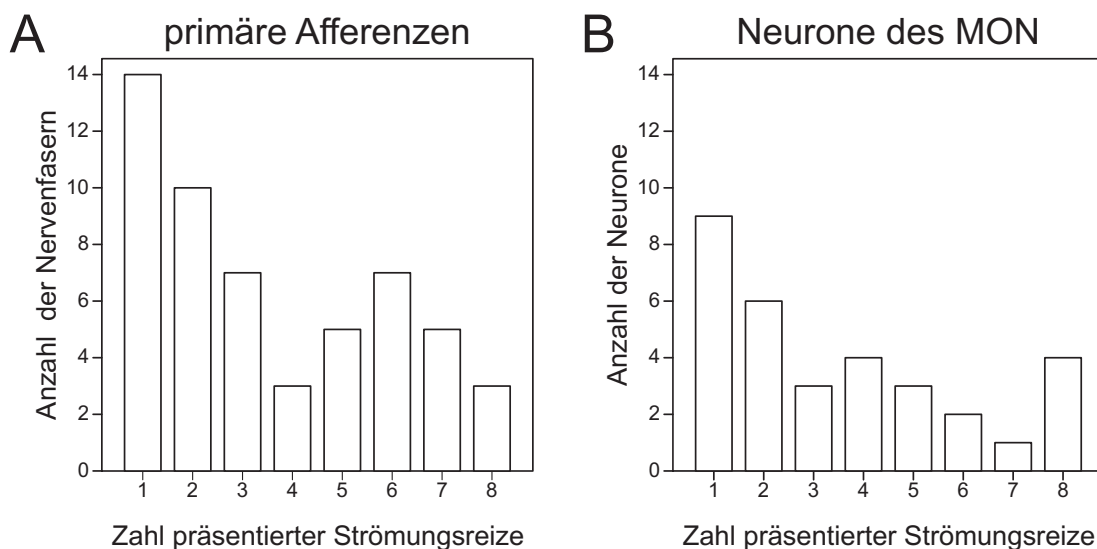 A
primäre Afferenzen
Anzahl der Nervenfasern
14
12
10
8
6
4
2
0
1 2 3 4 5 6 7 8
Zahl präsentierter Strömungsreize
B
Neurone des MON
Anzahl der Neurone
14
12
10
8
6
4
2
0
1 2 3 4 5 6 7 8
Zahl präsentierter Strömungsreize